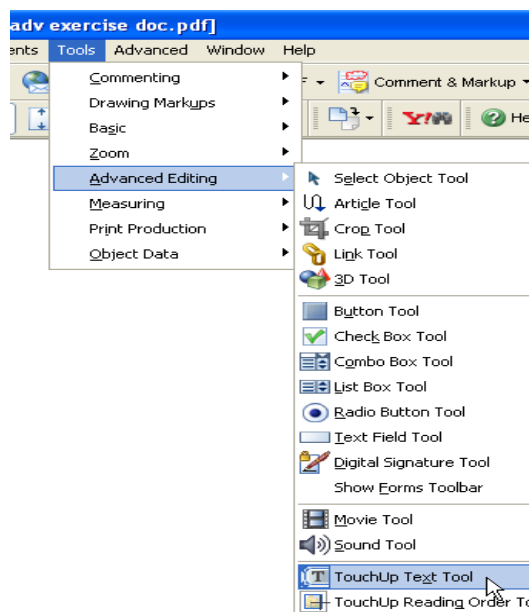 adv exercise doc.pdf]
ents Tools Advanced Window Help
Comment & Markup
Y! He
Commenting
Drawing Markups
Basic
Zoom
Advanced Editing
Measuring
Print Production
Object Data
Select Object Tool
Article Tool
Crop Tool
Link Tool
3D Tool
Button Tool
Check Box Tool
Combo Box Tool
List Box Tool
Radio Button Tool
Text Field Tool
Digital Signature Tool
Show Forms Toolbar
Movie Tool
Sound Tool
TouchUp Text Tool
TouchUp Reading Order To